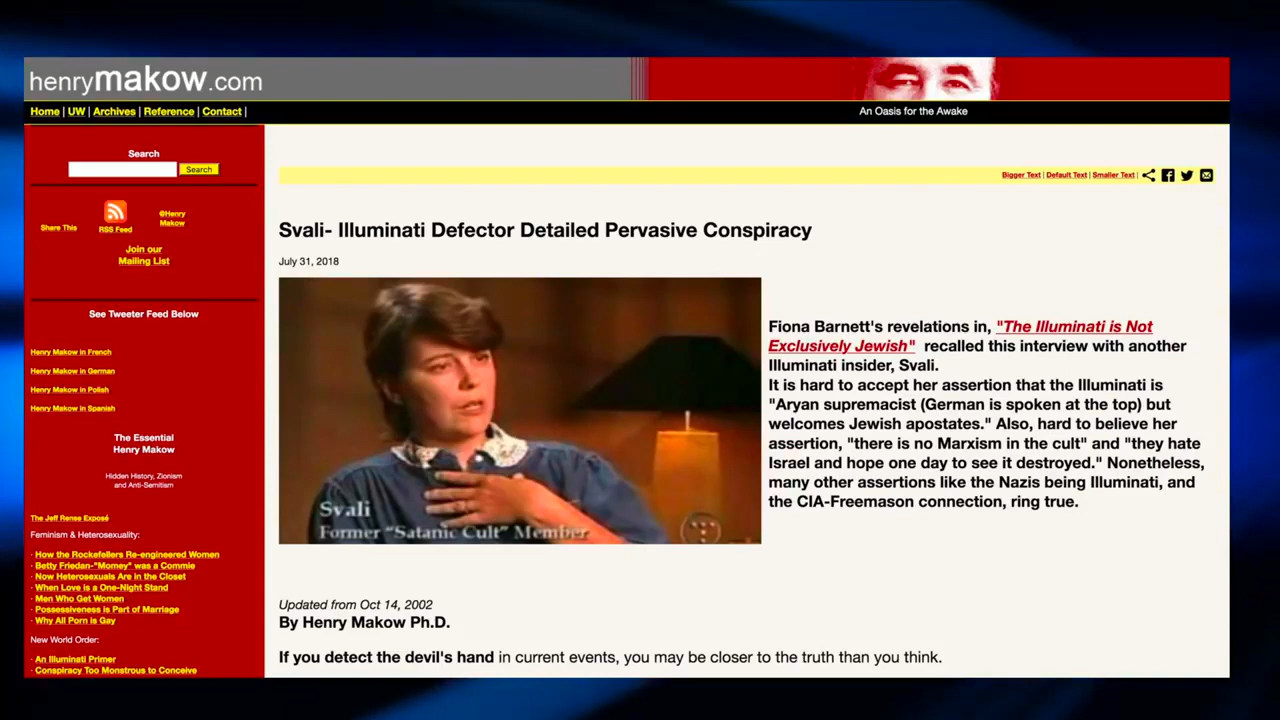 henrymakow.com
Home | UW | Archives | Reference | Contact |
An Oasis for the Awake
Search
Search
Share This
RSS Feed
@Henry
Makow
Join our
Mailing List
See Tweeter Feed Below
Henry Makow in French
Henry Makow in German
Henry Makow in Polish
Henry Makow in Spanish
The Essential
Henry Makow
Hidden History, Zionism
and Anti-Semitism
The Jeff Rense Exposé
Feminism & Heterosexuality:
· How the Rockefellers Re-engineered Women
· Betty Friedan-"Momey" was a Commie
· Now Heterosexuals Are in the Closet
· When Love is a One-Night Stand
· Men Who Get Women
· Possessiveness is Part of Marriage
· Why All Porn is Gay
New World Order:
· An Illuminati Primer
· Conspiracy Too Monstrous to Conceive
Bigger Text | Default Text | Smaller Text |
Svali- Illuminati Defector Detailed Pervasive Conspiracy
July 31, 2018
Svali
Former "Satanic Cult" Member
Fiona Barnett's revelations in, "The Illuminati is Not
Exclusively Jewish" recalled this interview with another
Illuminati insider, Svali.
It is hard to accept her assertion that the Illuminati is
"Aryan supremacist (German is spoken at the top) but
welcomes Jewish apostates." Also, hard to believe her
assertion, "there is no Marxism in the cult" and "they hate
Israel and hope one day to see it destroyed." Nonetheless,
many other assertions like the Nazis being Illuminati, and
the CIA-Freemason connection, ring true.
Updated from Oct 14, 2002
By Henry Makow Ph.D.
If you detect the devil's hand in current events, you may be closer to the truth than you think.